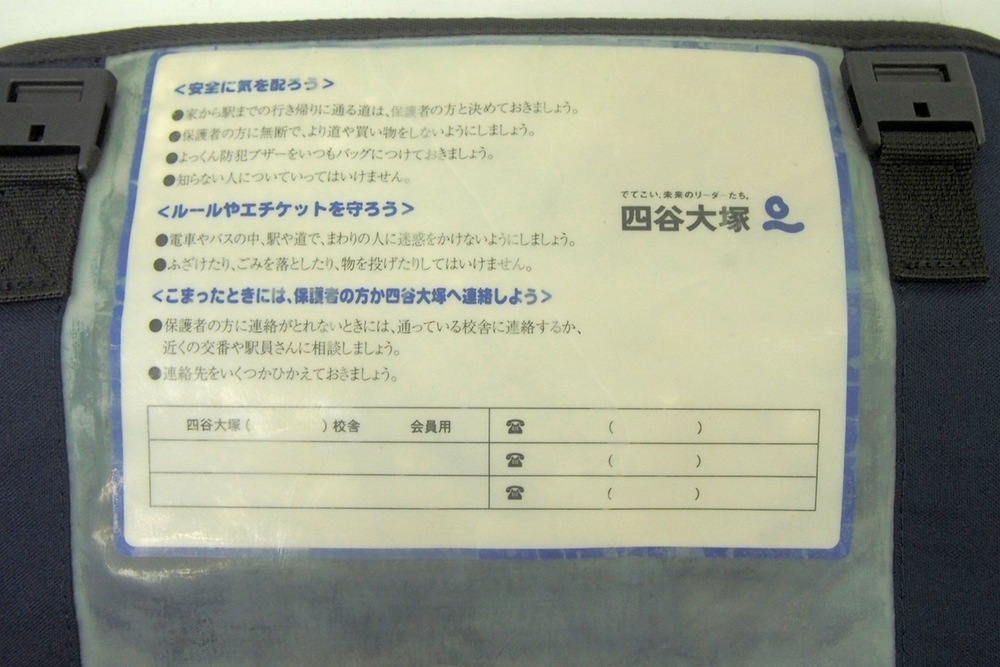 <安全に気を配ろう>
●家から駅までの行き帰りに通る道は、保護者の方と決めておきましょう。
●保護者の方に無断で、より道や買い物をしないようにしましょう。
●よっくん防犯ブザーをいつもバッグにつけておきましょう。
●知らない人についていってはいけません。
<ルールやエチケットを守ろう>
●電車やバスの中、駅や道で、まわりの人に迷惑をかけないようにしましょう。
●ふざけたり、ごみを落としたり、物を投げたりしてはいけません。
でてこい、未来のリーダーたち。
四谷大塚
<こまったときには、保護者の方か四谷大塚へ連絡しよう>
●保護者の方に連絡がとれないときには、通っている校舎に連絡するか、
近くの交番や駅員さんに相談しましょう。
●連絡先をいくつかひかえておきましょう。
四谷大塚( )校舎 会員用 ☎ ( )
☎ ( )
☎ ( )